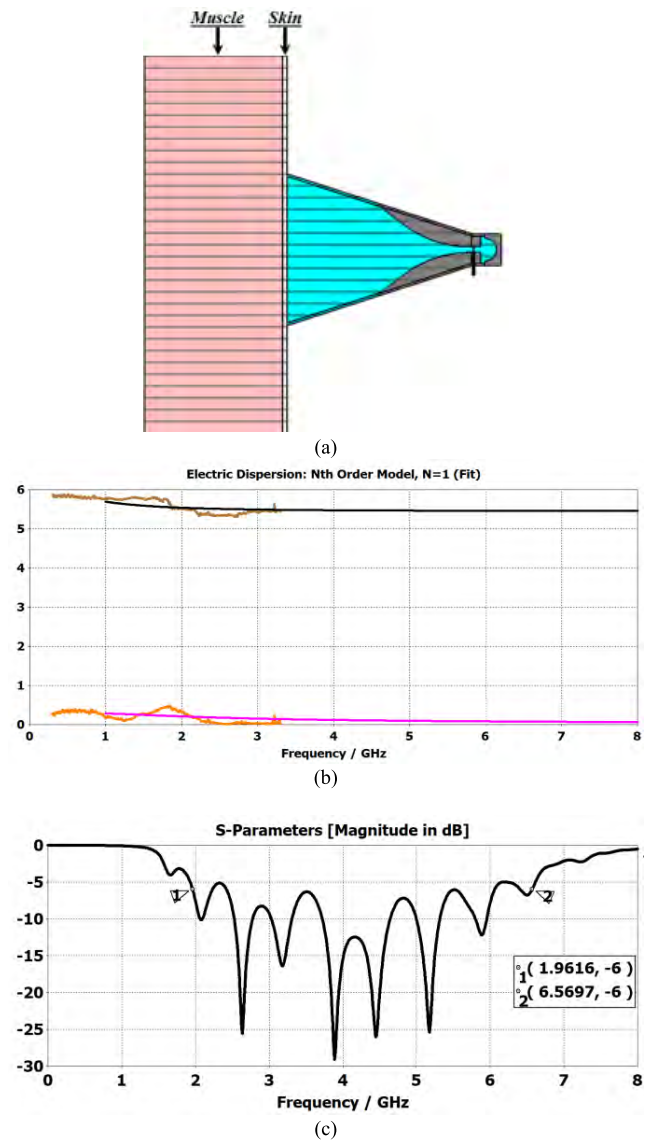 Muscle Skin
(a)
Electric Dispersion: Nth Order Model, N=1 (Fit)
6
5
4
3
2
1
0
0 1 2 3 4 5 6 7 8
Frequency / GHz
(b)
S-Parameters [Magnitude in dB]
0
-5
-10
-15
-20
-25
-30
1
2
1 ( 1.9616, -6 )
2 ( 6.5697, -6 )
0 1 2 3 4 5 6 7 8
Frequency / GHz
(c)